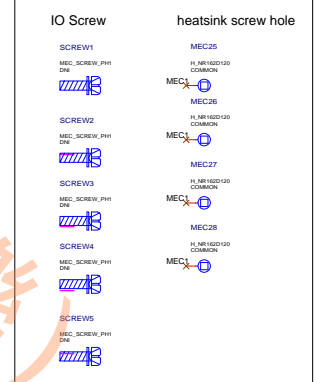 IO Screw
SCREW1
MEC_SCREW_PH1
DNI
SCREW2
MEC_SCREW_PH1
DNI
SCREW3
MEC_SCREW_PH1
DNI
SCREW4
MEC_SCREW_PH1
DNI
SCREW5
MEC_SCREW_PH1
DNI
heatsink screw hole
MEC25
H_NR162D120
COMMON
MEC1
MEC26
H_NR162D120
COMMON
MEC1
MEC27
H_NR162D120
COMMON
MEC1
MEC28
H_NR162D120
COMMON
MEC1